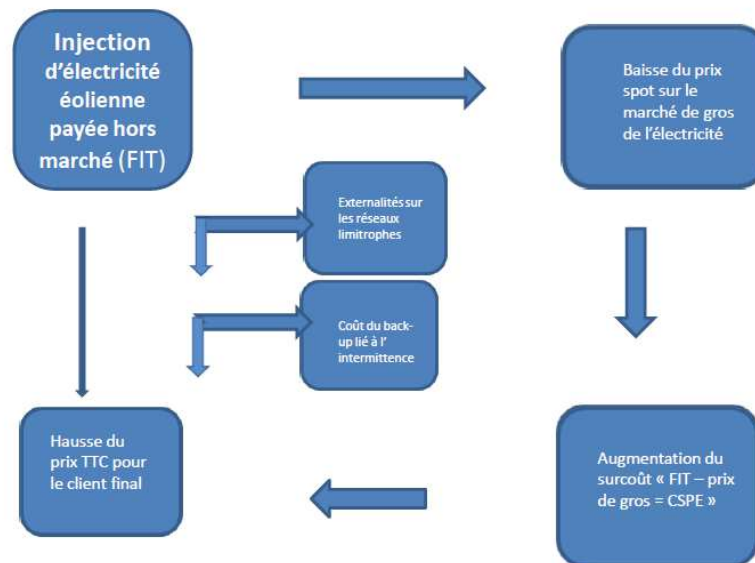 Injection
d'électricité
éolienne
payée hors
marché (FIT)
Baisse du prix
spot sur le
marché de gros
de l'électricité
Externalités sur
les réseaux
limitrophes
Coût du back-
up lié à l'
intermittence
Hausse du
prix TTC pour
le client final
Augmentation du
surcoût « FIT – prix
de gros = CSPE »